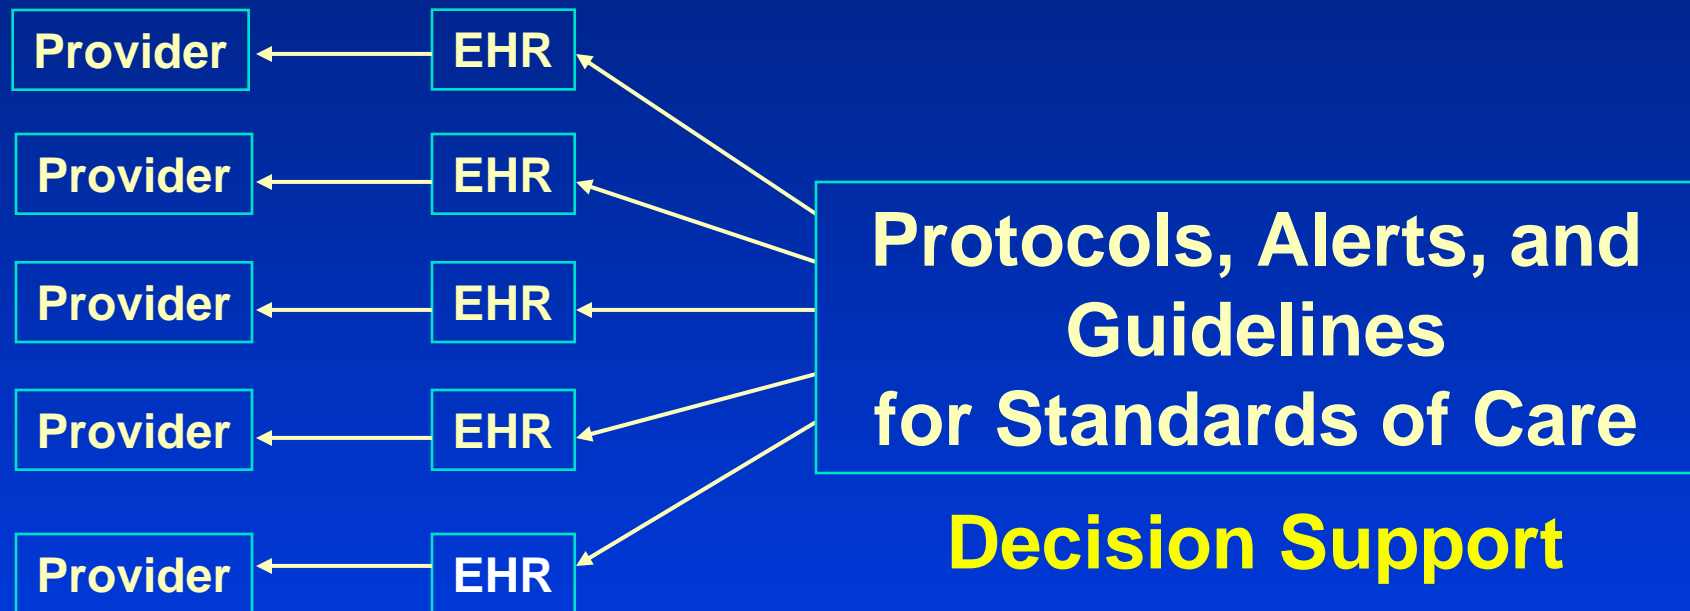 Provider
EHR
Provider
EHR
Provider
EHR
Provider
EHR
Provider
EHR
Protocols, Alerts, and
Guidelines
for Standards of Care
Decision Support